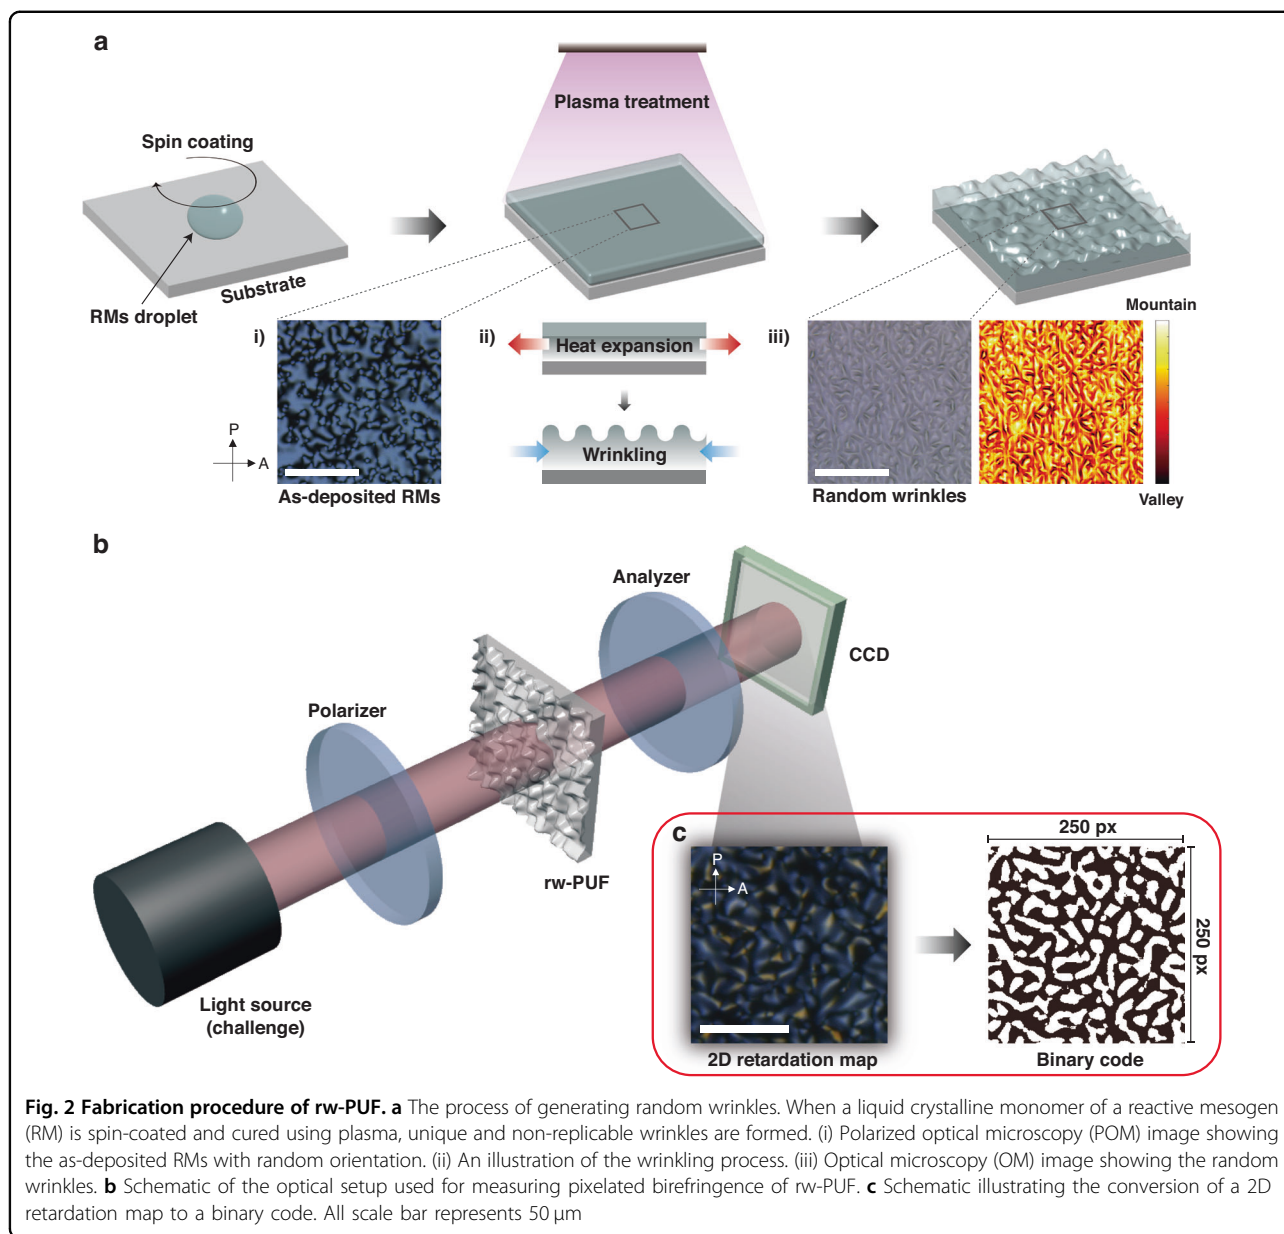 a
Plasma treatment
Spin coating
Substrate
RMs droplet
Mountain
i)
ii)
Heat expansion
iii)
P
A
Wrinkling
As-deposited RMs
Random wrinkles
Valley
b
Analyzer
CCD
Polarizer
rw-PUF
Light source
(challenge)
c
250 px
P
A
250 px
2D retardation map
Binary code
Fig. 2 Fabrication procedure of rw-PUF. a The process of generating random wrinkles. When a liquid crystalline monomer of a reactive mesogen
(RM) is spin-coated and cured using plasma, unique and non-replicable wrinkles are formed. (i) Polarized optical microscopy (POM) image showing
the as-deposited RMs with random orientation. (ii) An illustration of the wrinkling process. (iii) Optical microscopy (OM) image showing the random
wrinkles. b Schematic of the optical setup used for measuring pixelated birefringence of rw-PUF. c Schematic illustrating the conversion of a 2D
retardation map to a binary code. All scale bar represents 50 μm